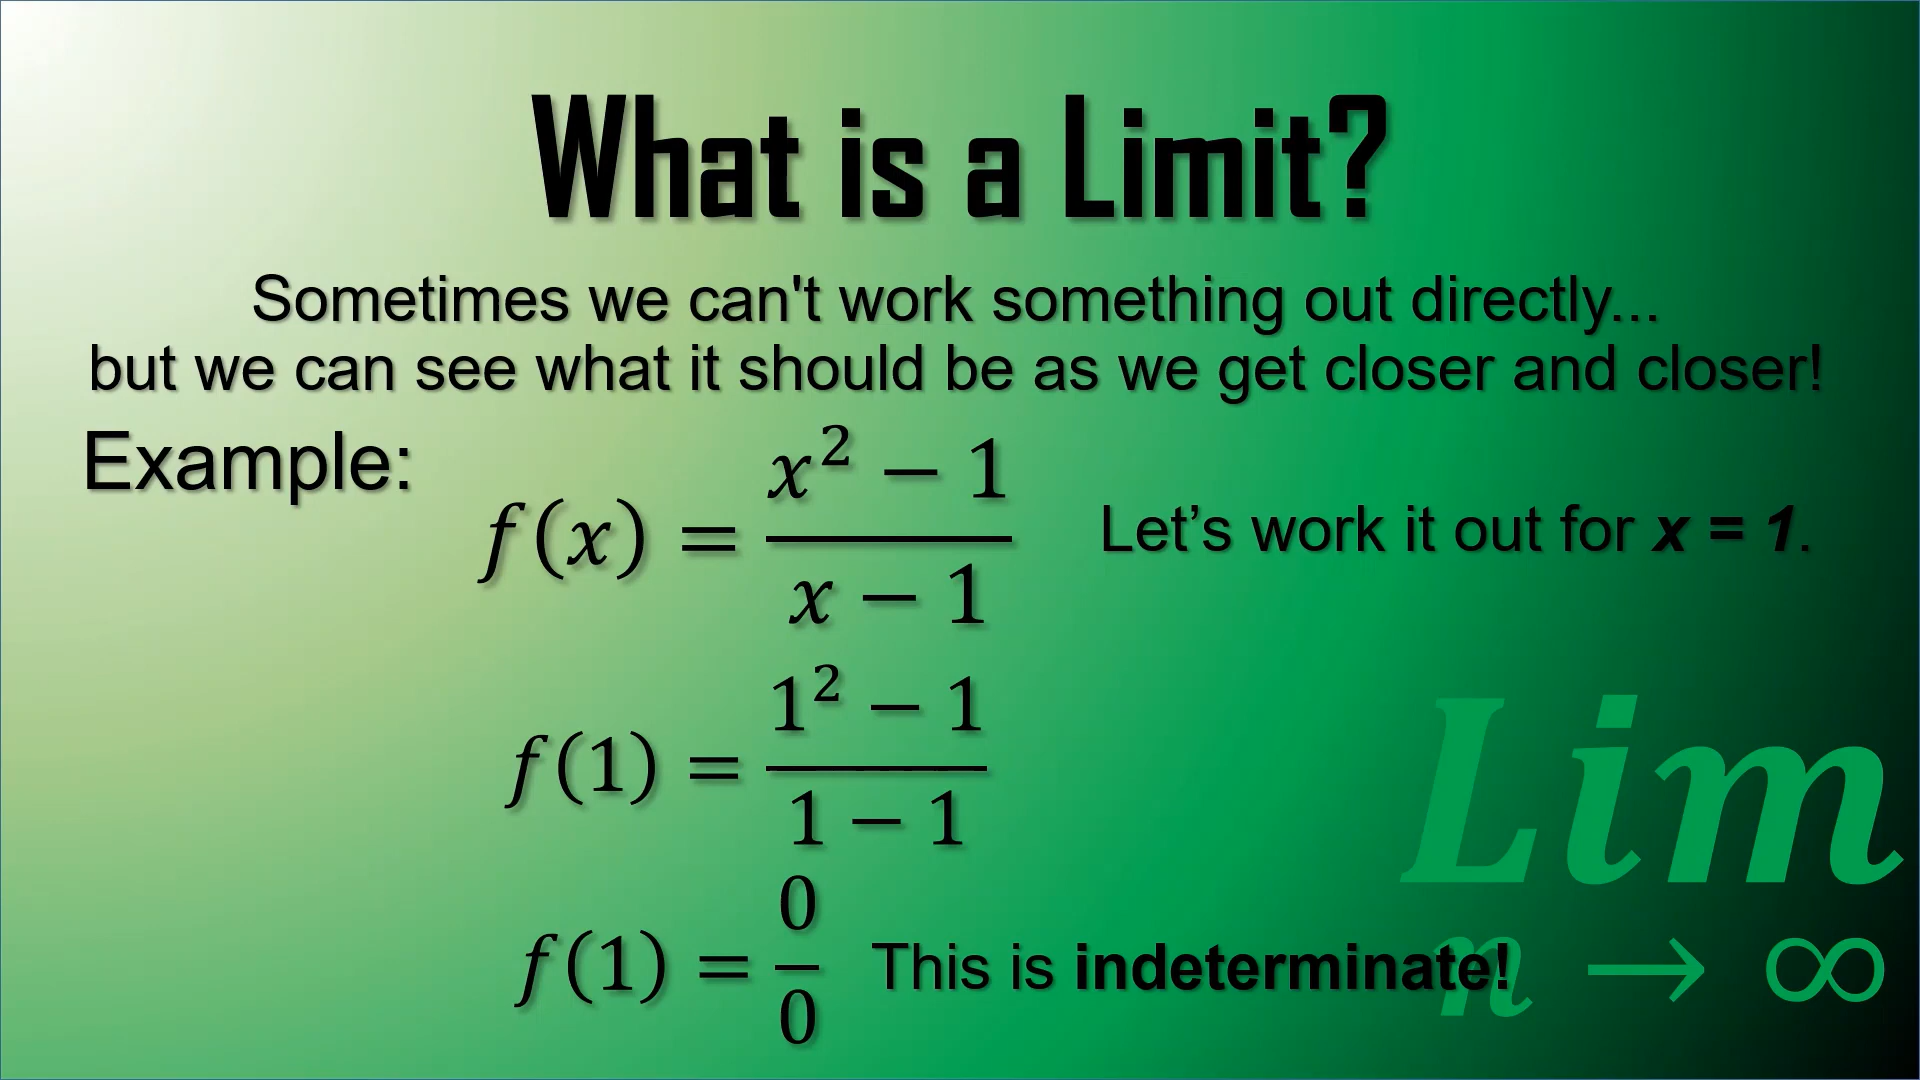 What is a Limit?
Sometimes we can't work something out directly...
but we can see what it should be as we get closer and closer!
Example:
f(x) = (x² − 1)/(x − 1)
Let’s work it out for x = 1.
f(1) = (1² − 1)/(1 − 1)
f(1) = 0/0
This is indeterminate!
Lim
n → ∞